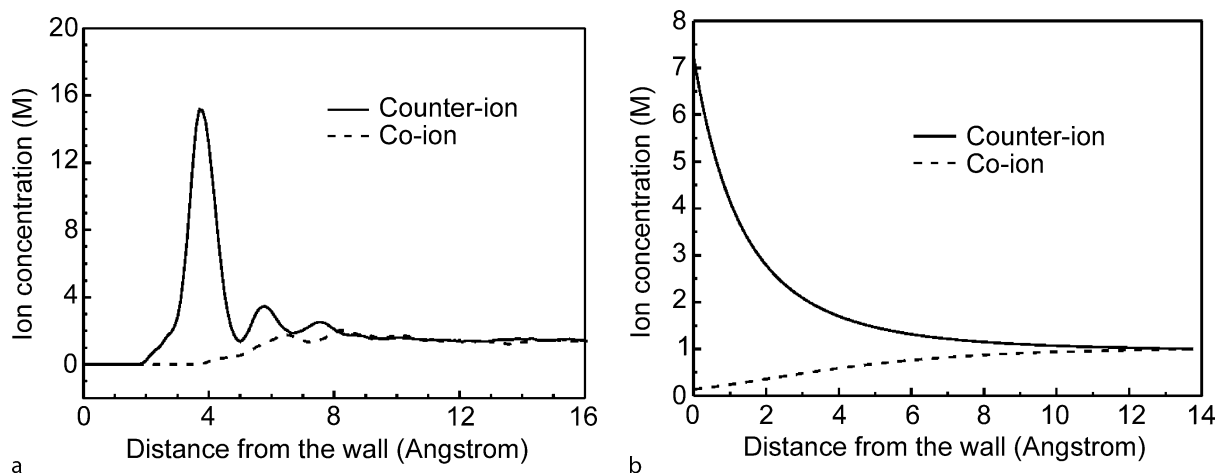 20
16
12
8
4
0
Ion concentration (M)
Counter-ion
Co-ion
0 4 8 12 16
Distance from the wall (Angstrom)
a
8
7
6
5
4
3
2
1
0
Ion concentration (M)
Counter-ion
Co-ion
0 2 4 6 8 10 12 14
Distance from the wall (Angstrom)
b